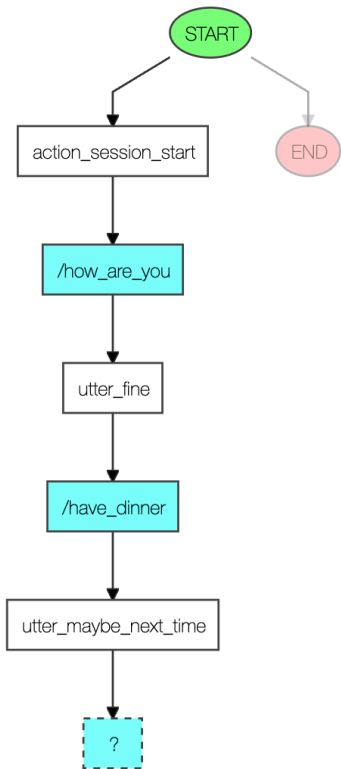 START
action_session_start
END
/how_are_you
utter_fine
/have_dinner
utter_maybe_next_time
?